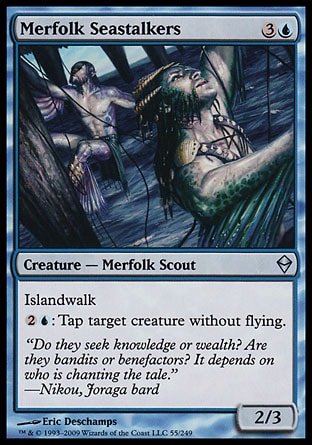 Merfolk Seastalkers 3
Creature — Merfolk Scout
Islandwalk
2 : Tap target creature without flying.
“Do they seek knowledge or wealth? Are
they bandits or benefactors? It depends on
who is chanting the tale.”
—Nikou, Joraga bard
Eric Deschamps
2/3
™ & © 1993–2009 Wizards of the Coast LLC 55/249